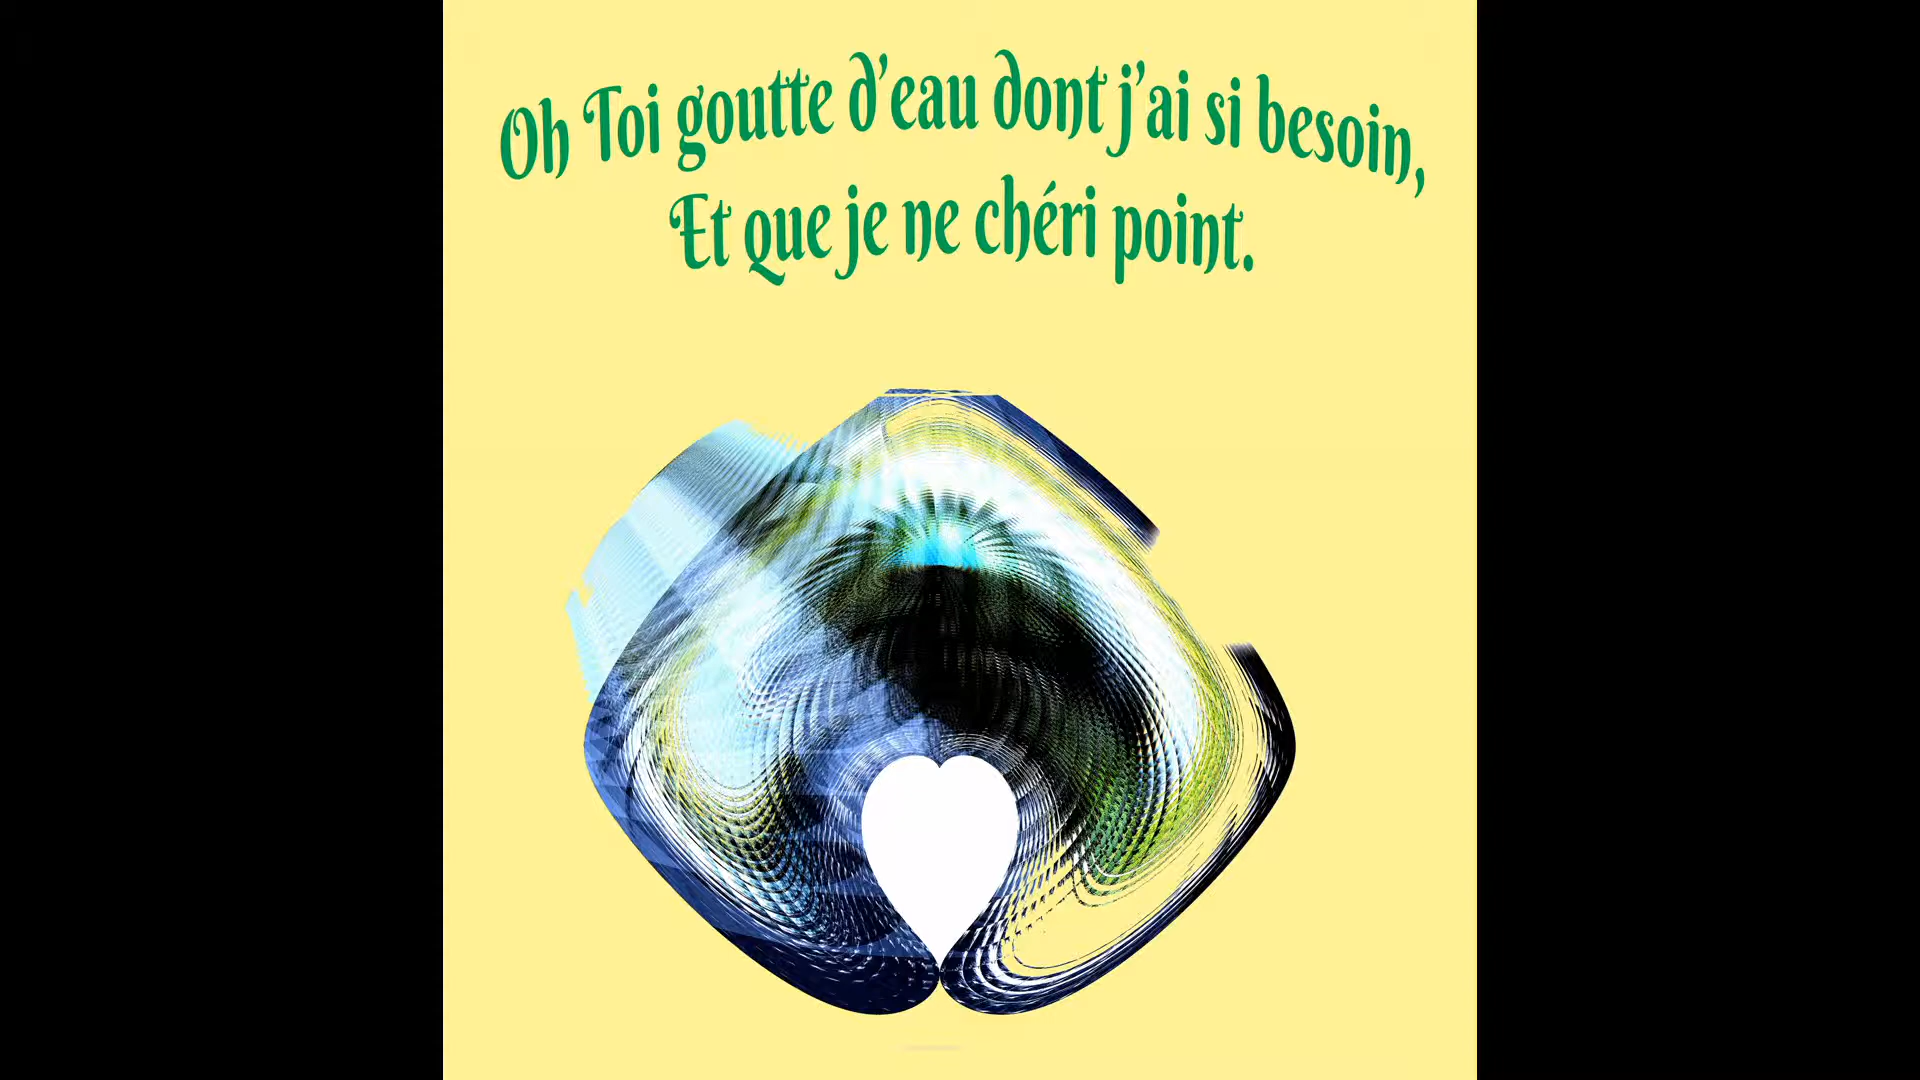 Oh Toi goutte d'eau dont j'ai si besoin,
Et que je ne chéri point.